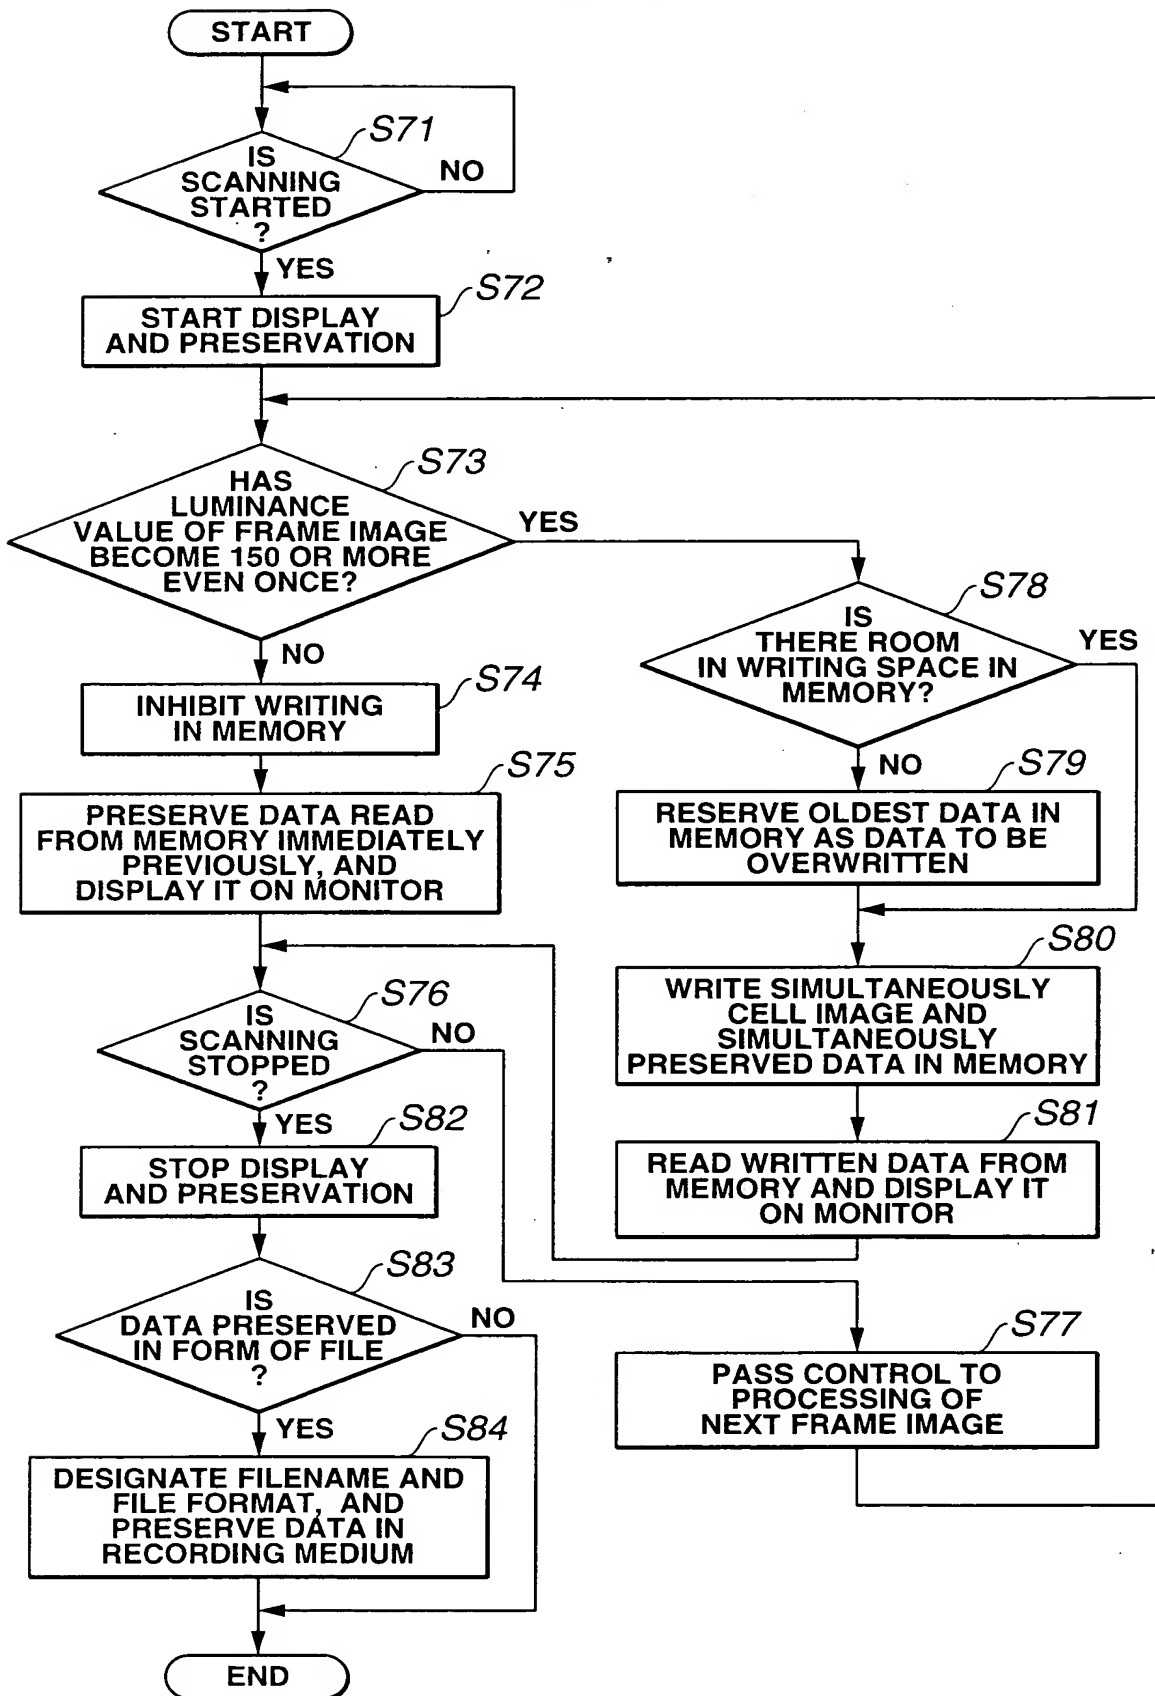 START
S71
IS
SCANNING
STARTED
?
NO
YES
S72
START DISPLAY
AND PRESERVATION
S73
HAS
LUMINANCE
VALUE OF FRAME IMAGE
BECOME 150 OR MORE
EVEN ONCE?
YES
NO
S74
INHIBIT WRITING
IN MEMORY
S75
PRESERVE DATA READ
FROM MEMORY IMMEDIATELY
PREVIOUSLY, AND
DISPLAY IT ON MONITOR
S76
IS
SCANNING
STOPPED
?
NO
YES
S82
STOP DISPLAY
AND PRESERVATION
S83
IS
DATA PRESERVED
IN FORM OF FILE
?
NO
YES
S84
DESIGNATE FILENAME AND
FILE FORMAT, AND
PRESERVE DATA IN
RECORDING MEDIUM
END
S78
IS
THERE ROOM
IN WRITING SPACE IN
MEMORY?
YES
NO
S79
RESERVE OLDEST DATA IN
MEMORY AS DATA TO BE
OVERWRITTEN
S80
WRITE SIMULTANEOUSLY
CELL IMAGE AND
SIMULTANEOUSLY
PRESERVED DATA IN MEMORY
S81
READ WRITTEN DATA FROM
MEMORY AND DISPLAY IT
ON MONITOR
S77
PASS CONTROL TO
PROCESSING OF
NEXT FRAME IMAGE